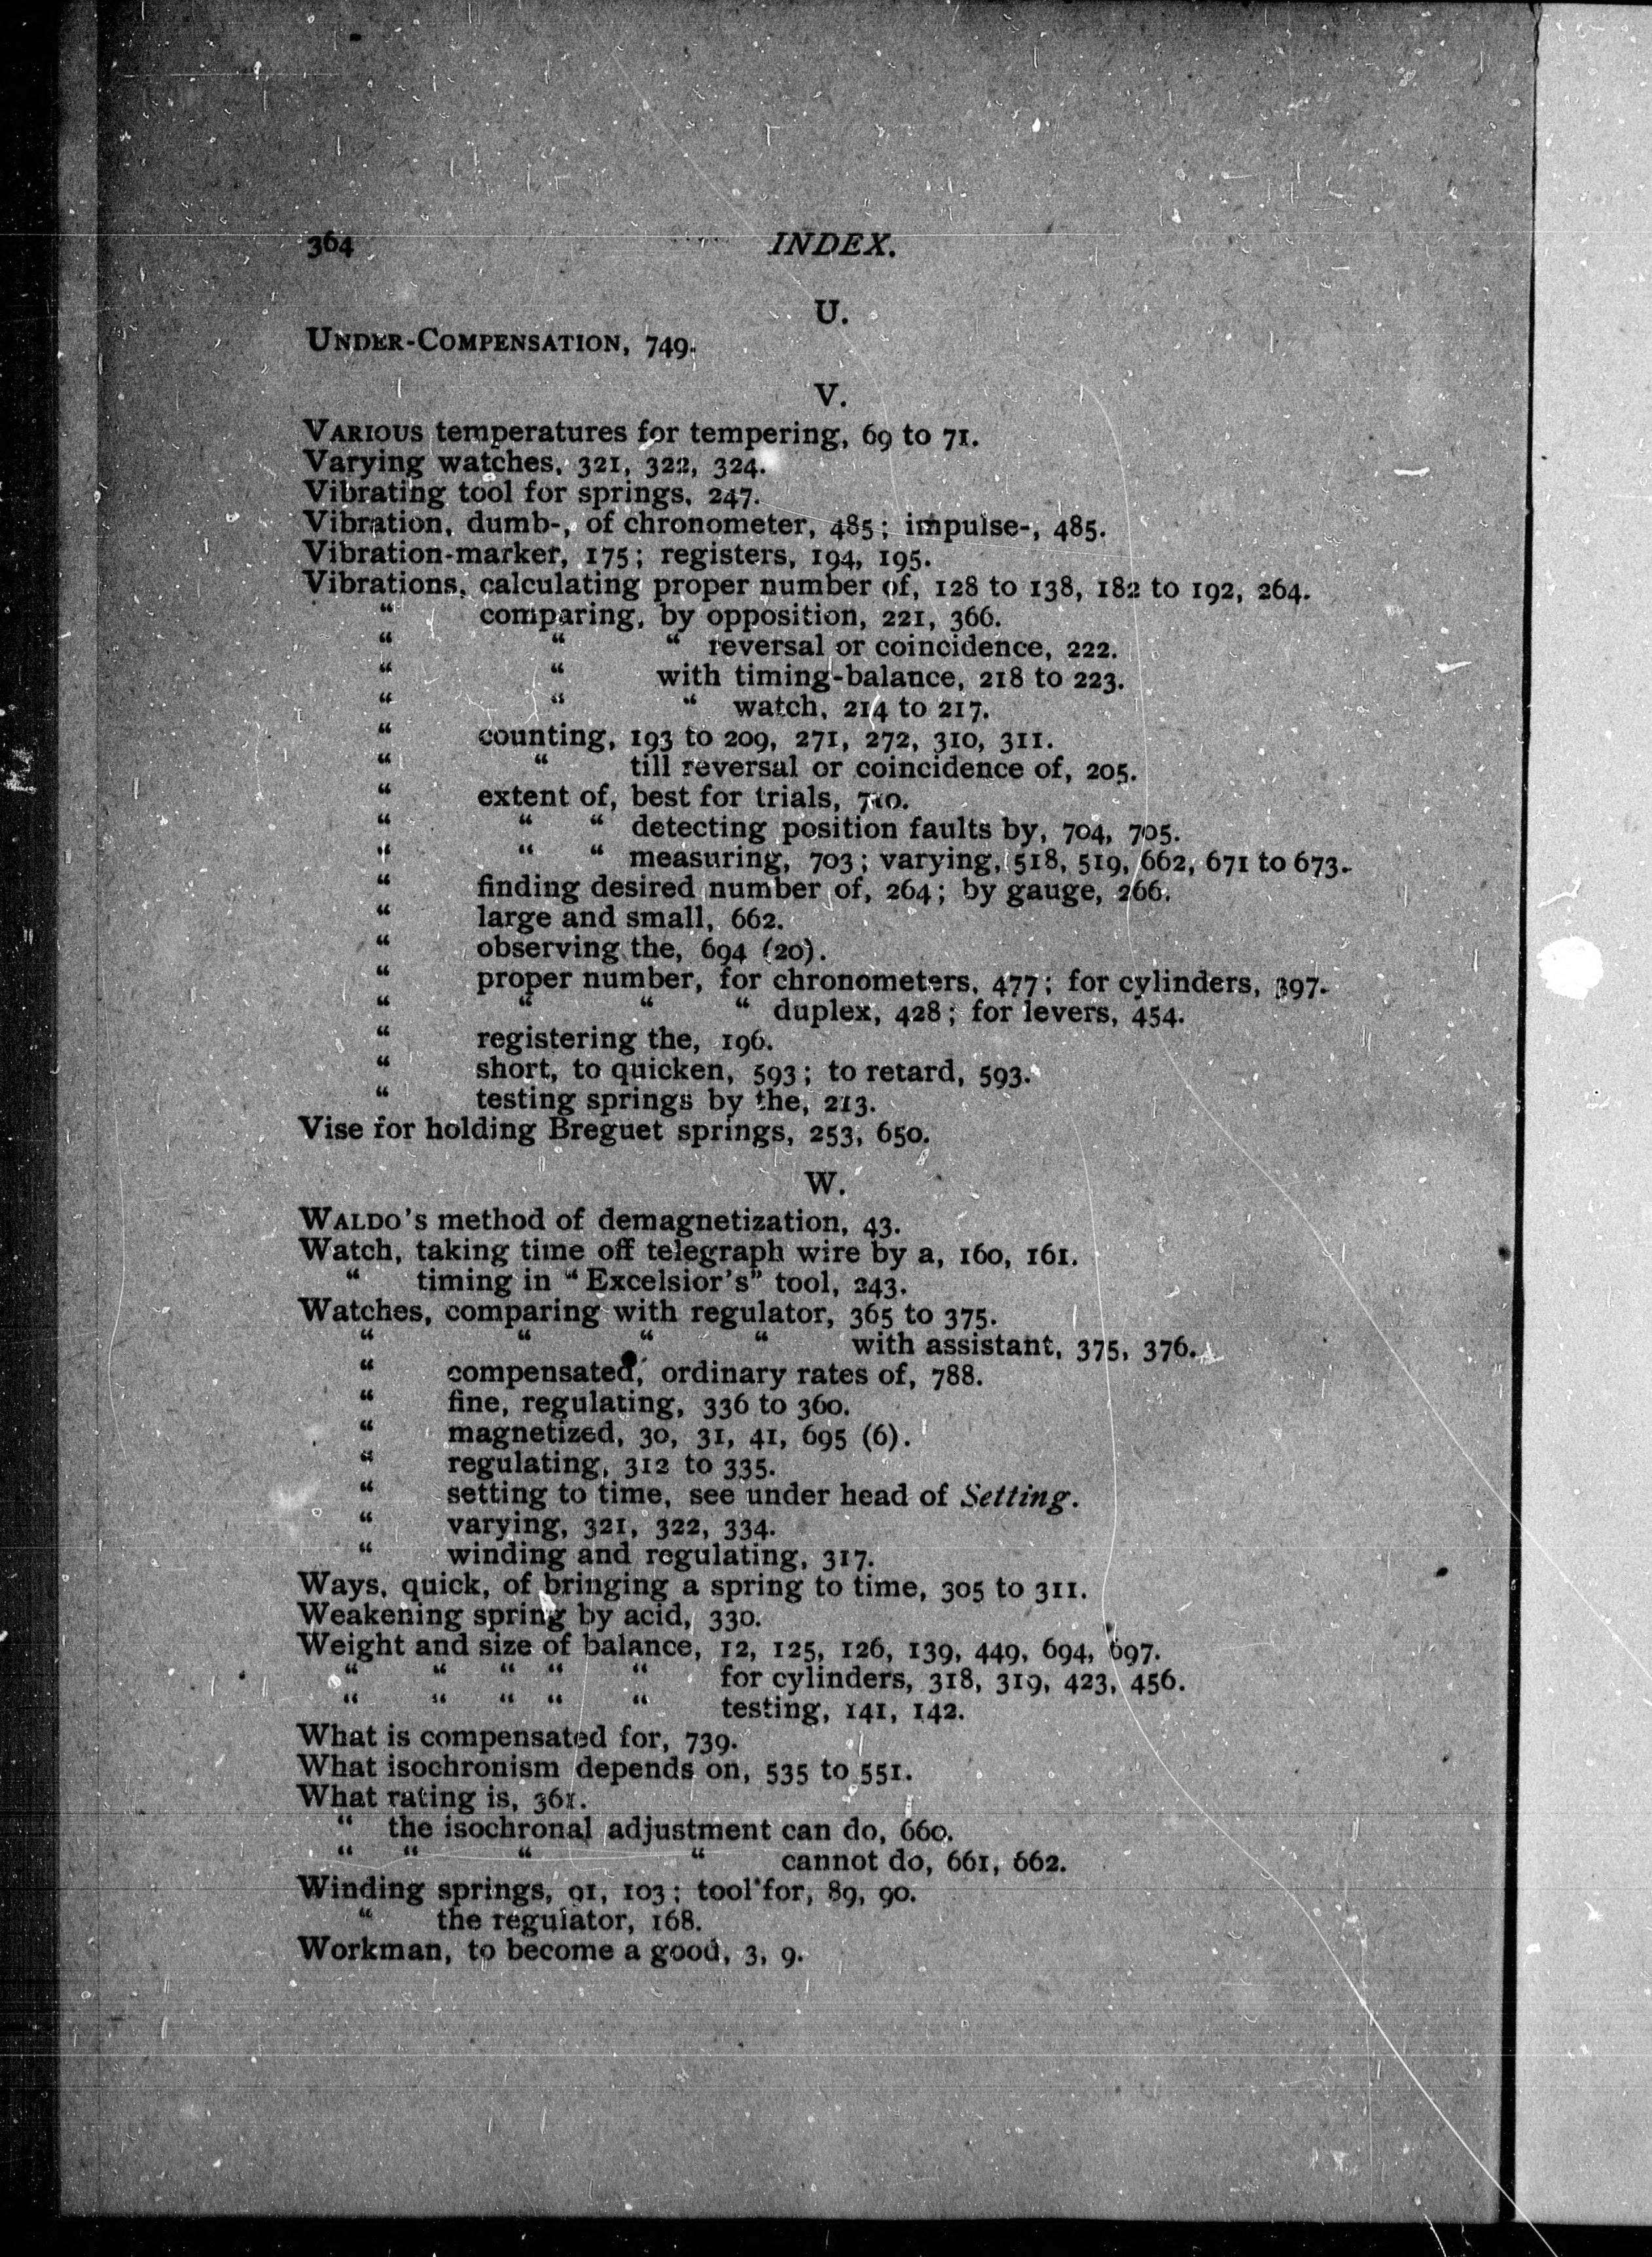 364 INDEX.
U.
UNDER-COMPENSATION, 749.
V.
VARIOUS temperatures for tempering, 69 to 71.
Varying watches, 321, 322, 324.
Vibrating tool for springs, 247.
Vibration, dumb-, of chronometer, 485; impulse-, 485.
Vibration-marker, 175; registers, 194, 195.
Vibrations, calculating proper number of, 128 to 138, 182 to 192, 264.
“ comparing, by opposition, 221, 366.
“ “ “ reversal or coincidence, 222.
“ “ with timing-balance, 218 to 223.
“ “ “ watch, 214 to 217.
“ counting, 193 to 209, 271, 272, 310, 311.
“ “ till reversal or coincidence of, 205.
“ extent of, best for trials, 710.
“ “ “ detecting position faults by, 704, 705.
“ “ “ measuring, 703; varying, 518, 519, 662, 671 to 673.
“ finding desired number of, 264; by gauge, 266.
“ large and small, 662.
“ observing the, 694 (20).
“ proper number, for chronometers, 477; for cylinders, 397.
“ “ “ “ duplex, 428; for levers, 454.
“ registering the, 196.
“ short, to quicken, 593; to retard, 593.
“ testing springs by the, 213.
Vise for holding Breguet springs, 253, 650.
W.
WALDO'S method of demagnetization, 43.
Watch, taking time off telegraph wire by a, 160, 161.
“ timing in “Excelsior's” tool, 243.
Watches, comparing with regulator, 365 to 375.
“ “ “ “ with assistant, 375, 376.
“ compensated, ordinary rates of, 788.
“ fine, regulating, 336 to 360.
“ magnetized, 30, 31, 41, 695 (6).
“ regulating, 312 to 335.
“ setting to time, see under head of Setting.
“ varying, 321, 322, 334.
“ winding and regulating, 317.
Ways, quick, of bringing a spring to time, 305 to 311.
Weakening spring by acid, 330.
Weight and size of balance, 12, 125, 126, 139, 449, 694, 697.
“ “ “ “ “ for cylinders, 318, 319, 423, 456.
“ “ “ “ “ testing, 141, 142.
What is compensated for, 739.
What isochronism depends on, 535 to 551.
What rating is, 361.
“ the isochronal adjustment can do, 660.
“ “ “ “ cannot do, 661, 662.
Winding springs, 91, 103; tool for, 89, 90.
“ the regulator, 168.
Workman, to become a good, 3, 9.